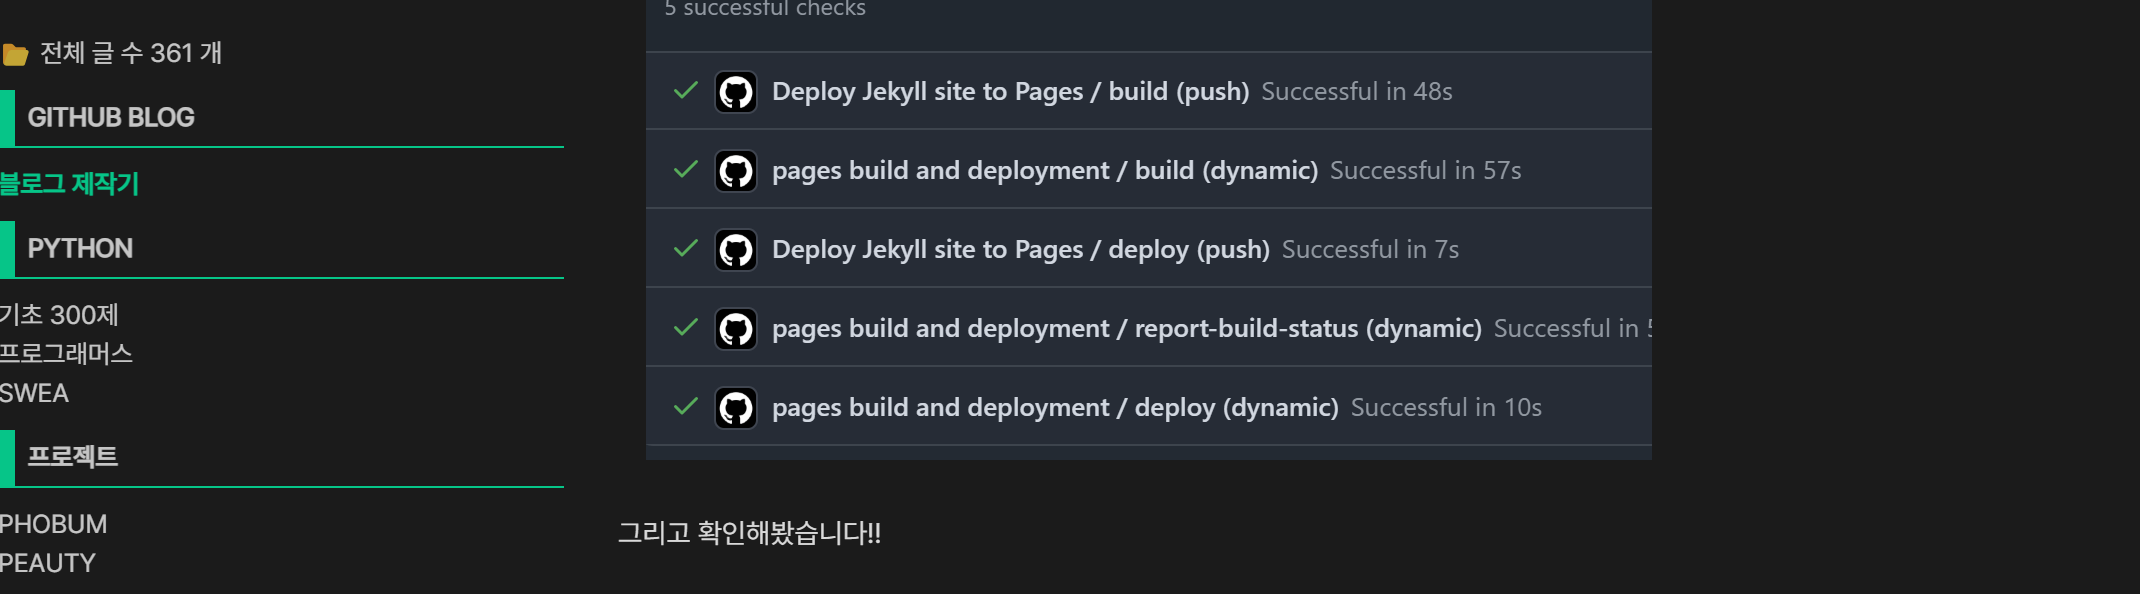 전체 글 수 361 개
GITHUB BLOG
블로그 제작기
PYTHON
기초 300제
프로그래머스
SWEA
프로젝트
PHOBUM
PEAUTY
5 successful checks
Deploy Jekyll site to Pages / build (push) Successful in 48s
pages build and deployment / build (dynamic) Successful in 57s
Deploy Jekyll site to Pages / deploy (push) Successful in 7s
pages build and deployment / report-build-status (dynamic) Successful in
pages build and deployment / deploy (dynamic) Successful in 10s
그리고 확인해봤습니다!!